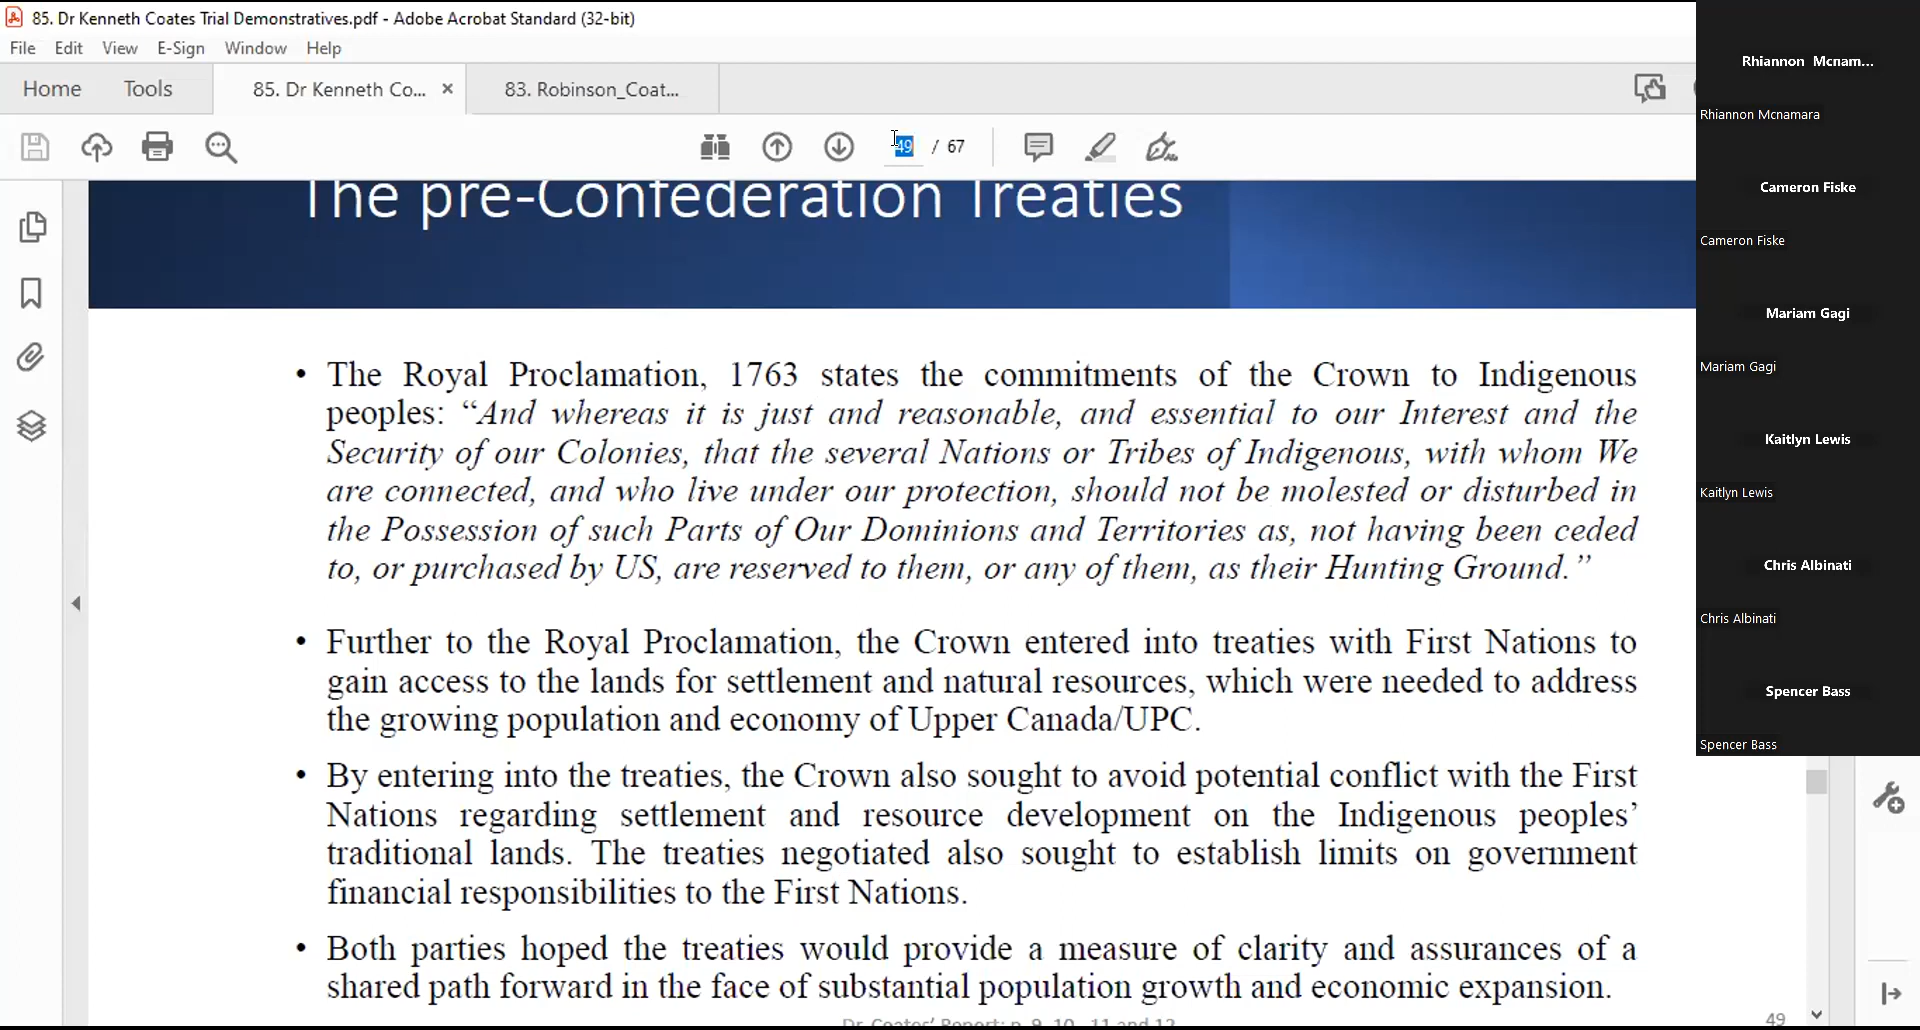 85. Dr Kenneth Coates Trial Demonstratives.pdf - Adobe Acrobat Standard (32-bit)
File Edit View E-Sign Window Help
Home Tools 85. Dr Kenneth Co... × 83. Robinson_Coat...
49 / 67
The pre-Confederation Treaties
• The Royal Proclamation, 1763 states the commitments of the Crown to Indigenous
peoples: “And whereas it is just and reasonable, and essential to our Interest and the
Security of our Colonies, that the several Nations or Tribes of Indigenous, with whom We
are connected, and who live under our protection, should not be molested or disturbed in
the Possession of such Parts of Our Dominions and Territories as, not having been ceded
to, or purchased by US, are reserved to them, or any of them, as their Hunting Ground.”
• Further to the Royal Proclamation, the Crown entered into treaties with First Nations to
gain access to the lands for settlement and natural resources, which were needed to address
the growing population and economy of Upper Canada/UPC.
• By entering into the treaties, the Crown also sought to avoid potential conflict with the First
Nations regarding settlement and resource development on the Indigenous peoples’
traditional lands. The treaties negotiated also sought to establish limits on government
financial responsibilities to the First Nations.
• Both parties hoped the treaties would provide a measure of clarity and assurances of a
shared path forward in the face of substantial population growth and economic expansion.
Dr. Coates’ Report: p. 9, 10, 11 and 12
49
Rhiannon Mcnam...
Rhiannon Mcnamara
Cameron Fiske
Cameron Fiske
Mariam Gagi
Mariam Gagi
Kaitlyn Lewis
Kaitlyn Lewis
Chris Albinati
Chris Albinati
Spencer Bass
Spencer Bass